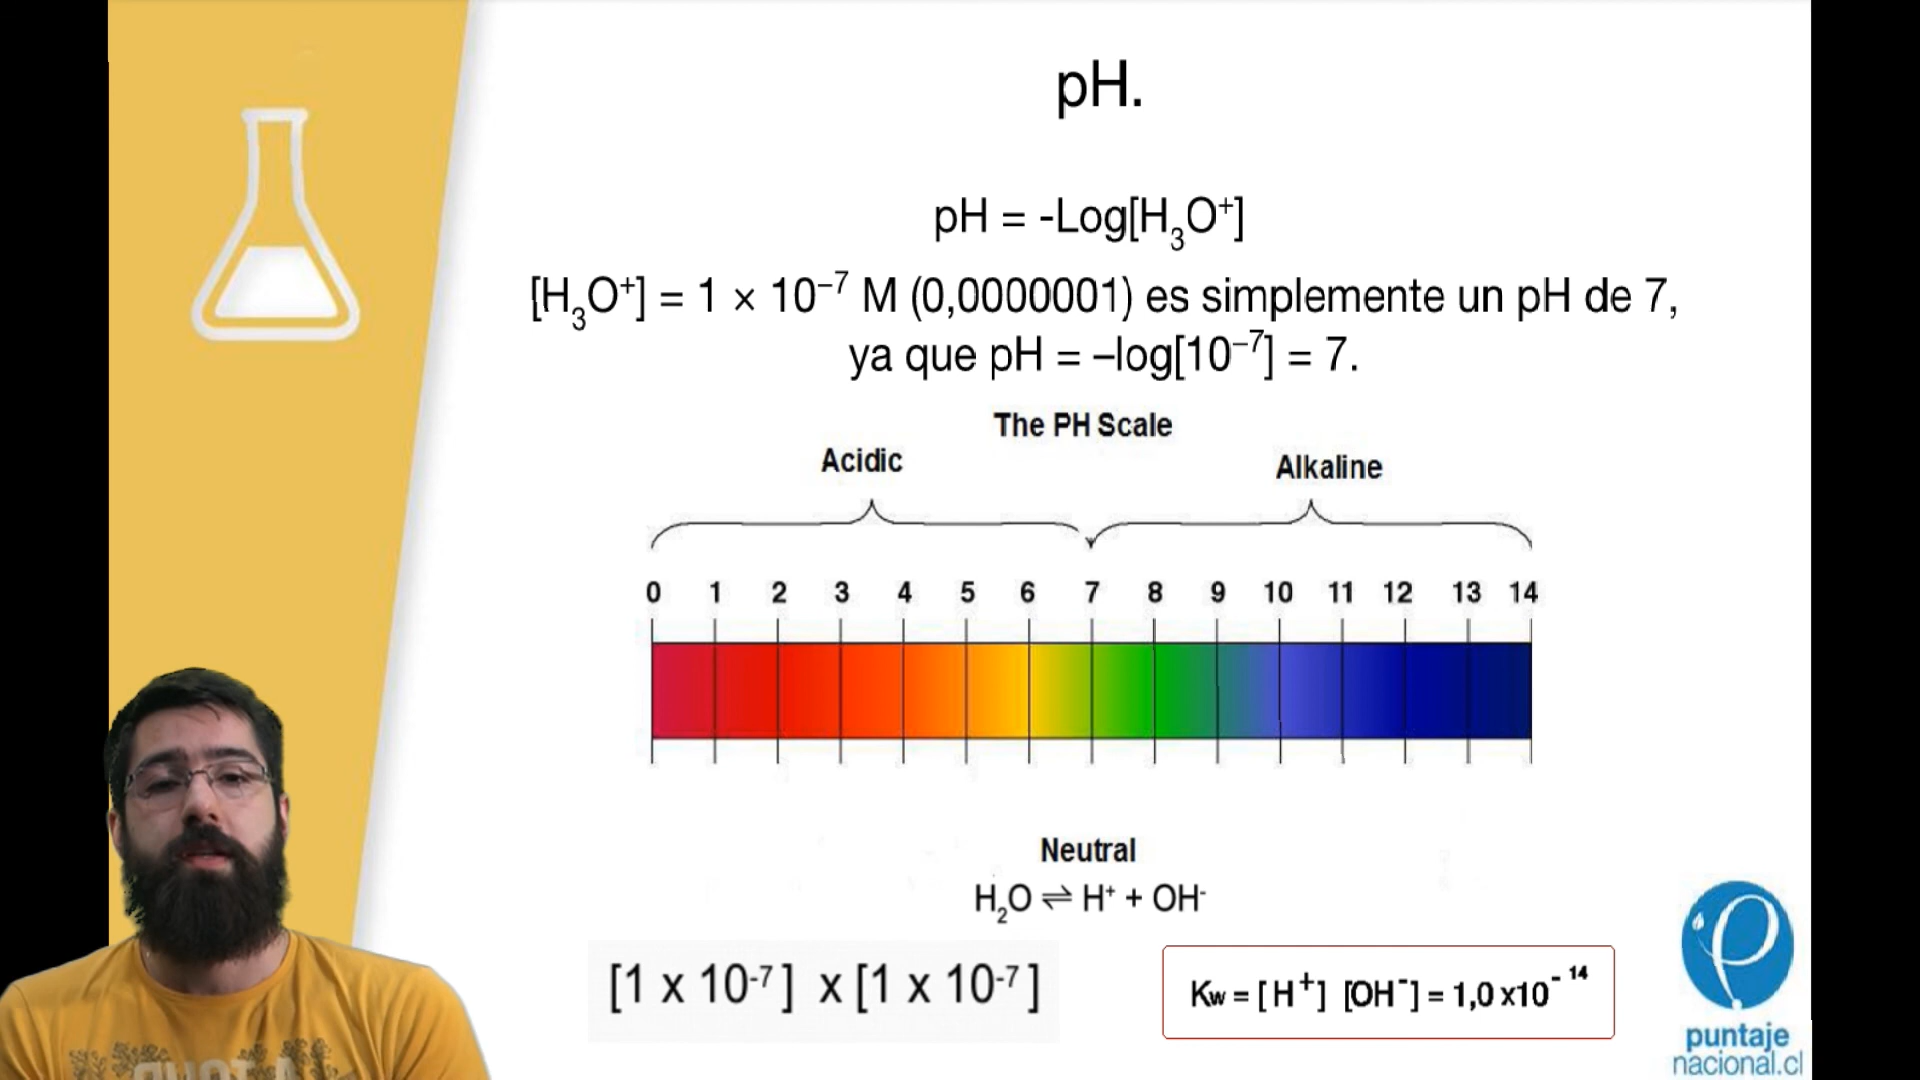 pH.
pH = -Log[H₃O⁺]
[H₃O⁺] = 1 × 10⁻⁷ M (0,0000001) es simplemente un pH de 7,
ya que pH = –log[10⁻⁷] = 7.
The PH Scale
Acidic
Alkaline
0 1 2 3 4 5 6 7 8 9 10 11 12 13 14
Neutral
H₂O ⇌ H⁺ + OH⁻
[1 x 10⁻⁷] x [1 x 10⁻⁷]
Kw = [H⁺] [OH⁻] = 1,0 x10⁻¹⁴
puntaje
nacional.cl